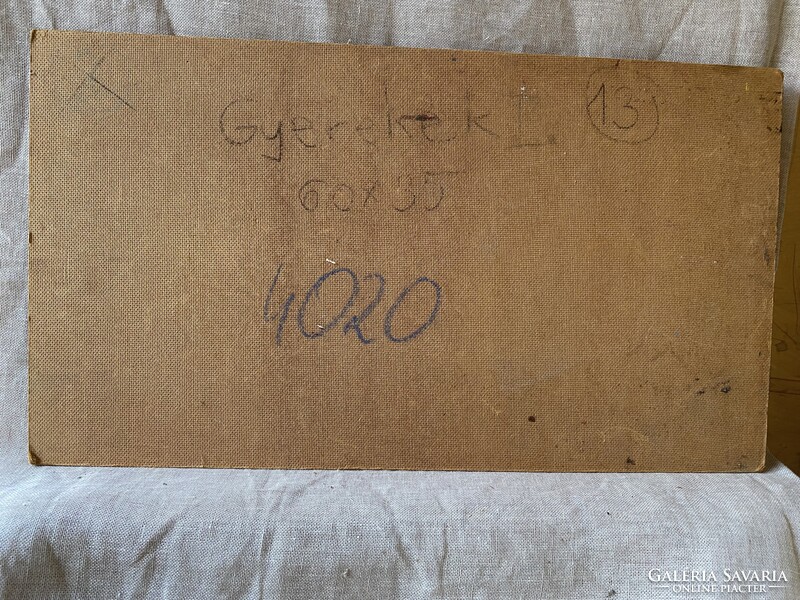 Gyerekek I. 13
60x35
4020
GALÉRIA SAVARIA
ONLINE PIACTÉR